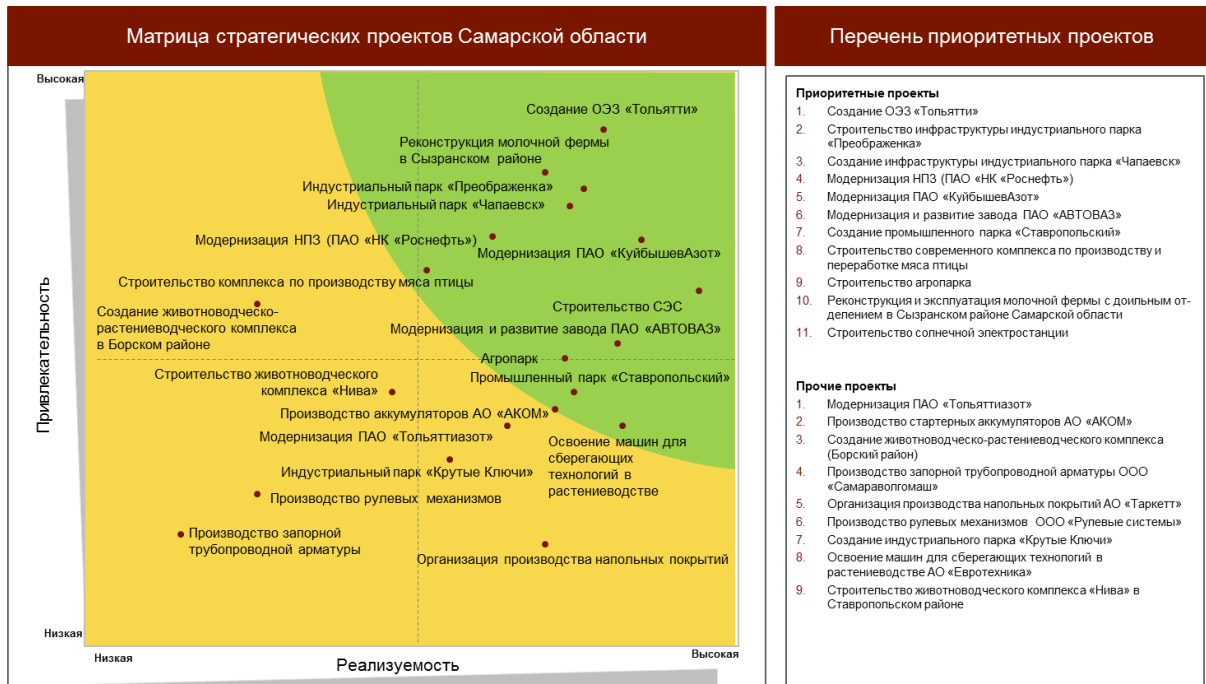 Матрица стратегических проектов Самарской области
Высокая
Привлекательность
Низкая
Создание ОЭЗ «Тольятти»
Реконструкция молочной фермы
в Сызранском районе
Индустриальный парк «Преображенка»
Индустриальный парк «Чапаевск»
Модернизация НПЗ (ПАО «НК «Роснефть»)
Модернизация ПАО «КуйбышевАзот»
Строительство комплекса по производству мяса птицы
Создание животноводческо-
растениеводческого комплекса
в Борском районе
Строительство СЭС
Модернизация и развитие завода ПАО «АВТОВАЗ»
Агропарк
Строительство животноводческого
комплекса «Нива»
Промышленный парк «Ставропольский»
Производство аккумуляторов АО «АКОМ»
Модернизация ПАО «Тольяттиазот»
Освоение машин для
сберегающих
технологий в
растениеводстве
Индустриальный парк «Крутые Ключи»
Производство рулевых механизмов
Производство запорной
трубопроводной арматуры
Организация производства напольных покрытий
Низкая
Реализуемость
Высокая
Перечень приоритетных проектов
Приоритетные проекты
1. Создание ОЭЗ «Тольятти»
2. Строительство инфраструктуры индустриального парка
«Преображенка»
3. Создание инфраструктуры индустриального парка «Чапаевск»
4. Модернизация НПЗ (ПАО «НК «Роснефть»)
5. Модернизация ПАО «КуйбышевАзот»
6. Модернизация и развитие завода ПАО «АВТОВАЗ»
7. Создание промышленного парка «Ставропольский»
8. Строительство современного комплекса по производству и
переработке мяса птицы
9. Строительство агропарка
10. Реконструкция и эксплуатация молочной фермы с доильным от-
делением в Сызранском районе Самарской области
11. Строительство солнечной электростанции
Прочие проекты
1. Модернизация ПАО «Тольяттиазот»
2. Производство стартерных аккумуляторов АО «АКОМ»
3. Создание животноводческо-растениеводческого комплекса
(Борский район)
4. Производство запорной трубопроводной арматуры ООО
«Самараволгомаш»
5. Организация производства напольных покрытий АО «Таркетт»
6. Производство рулевых механизмов ООО «Рулевые системы»
7. Создание индустриального парка «Крутые Ключи»
8. Освоение машин для сберегающих технологий в
растениеводстве АО «Евротехника»
9. Строительство животноводческого комплекса «Нива» в
Ставропольском районе